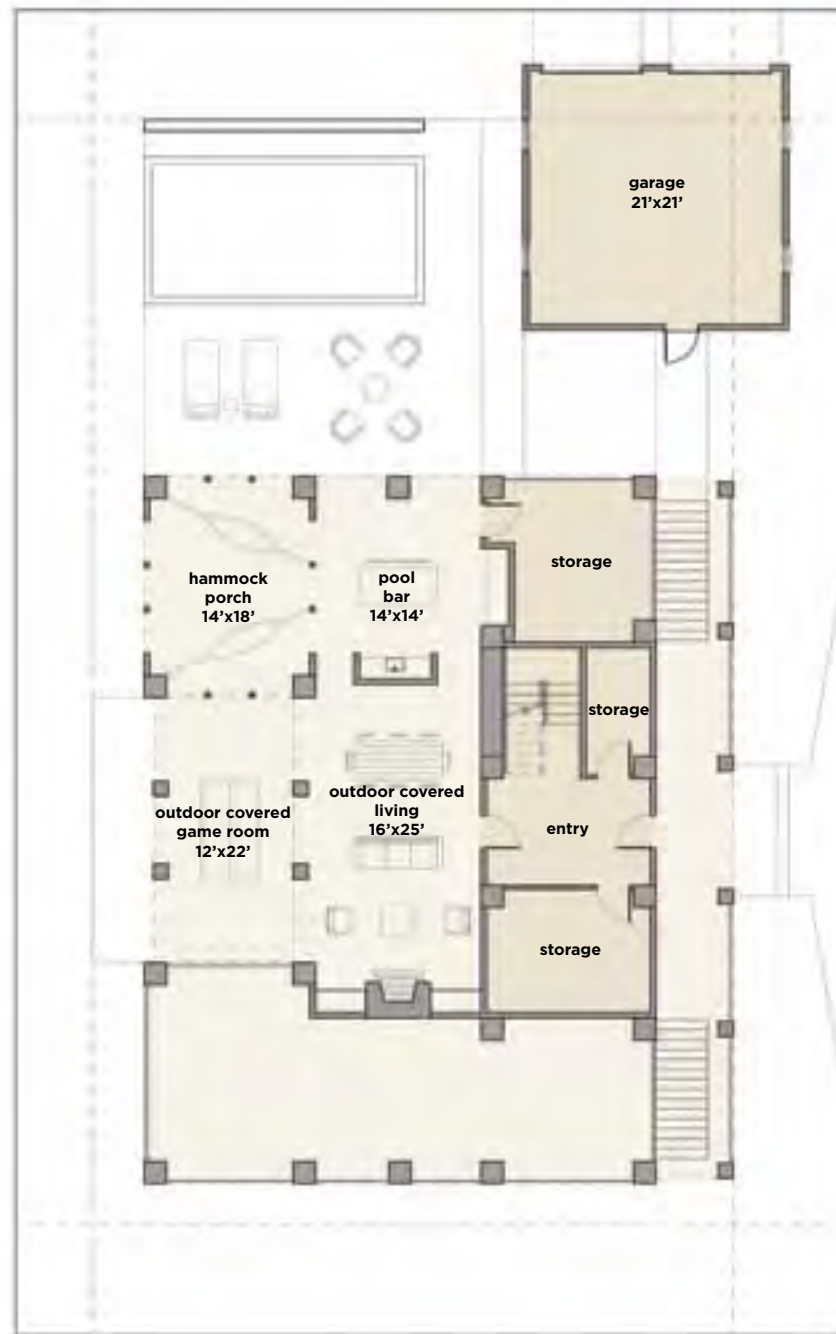 garage
21’x21’
storage
hammock
porch
14’x18’
pool
bar
14’x14’
storage
outdoor covered
game room
12’x22’
outdoor covered
living
16’x25’
entry
storage